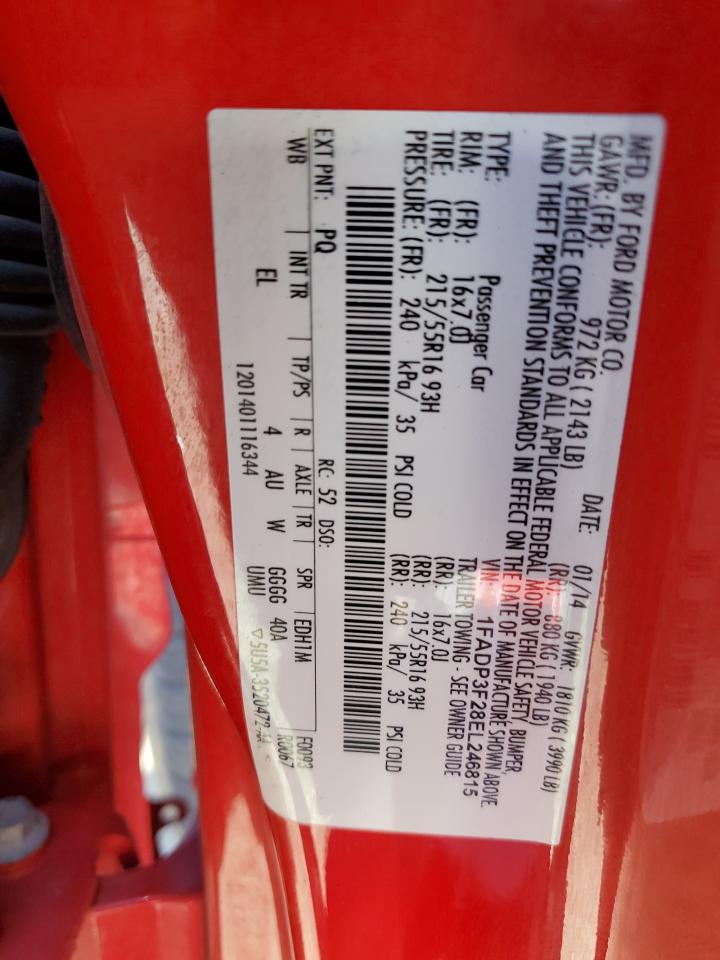 MFD. BY FORD MOTOR CO.
DATE: 01/14 GVWR: 1810 KG ( 3990 LB)
GAWR: (FR): 972 KG ( 2143 LB) (RR): 880 KG ( 1940 LB)
THIS VEHICLE CONFORMS TO ALL APPLICABLE FEDERAL MOTOR VEHICLE SAFETY, BUMPER,
AND THEFT PREVENTION STANDARDS IN EFFECT ON THE DATE OF MANUFACTURE SHOWN ABOVE.
VIN: 1FADP3F28EL246815
TYPE: Passenger Car TRAILER TOWING - SEE OWNER GUIDE
RIM: (FR): 16x7.0J (RR): 16x7.0J
TIRE: (FR): 215/55R16 93H (RR): 215/55R16 93H
PRESSURE: (FR): 240 kPa/ 35 PSI COLD (RR): 240 kPa/ 35 PSI COLD
EXT PNT: PQ RC: 52 DSO: F0093
WB INT TR TP/PS R AXLE TR SPR EDH1M R0067
EL 4 AU W GGGG 40A
1201401116344 UMU ▽5U5A-3520472-AA